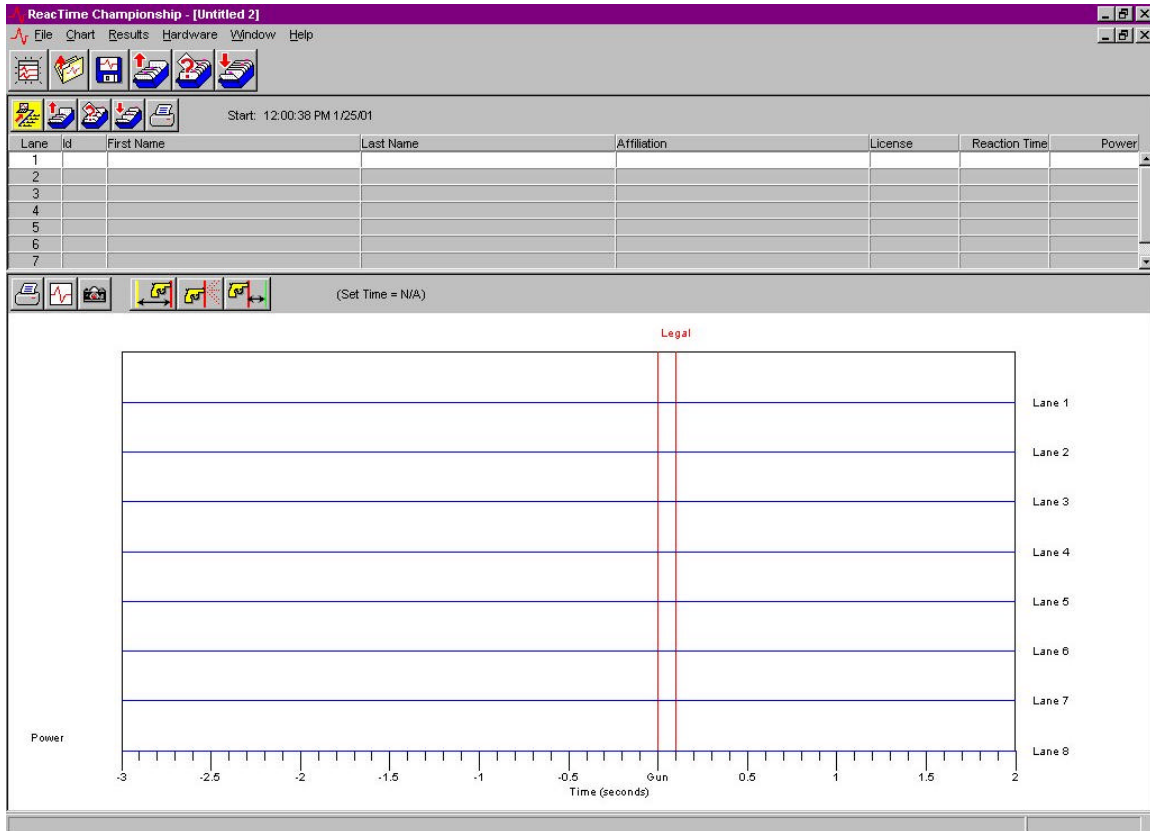 ReacTime Championship - [Untitled 2]
File Chart Results Hardware Window Help
Start: 12:00:38 PM 1/25/01
Lane Id First Name Last Name Affiliation License Reaction Time Power
1
2
3
4
5
6
7
(Set Time = N/A)
Legal
Lane 1
Lane 2
Lane 3
Lane 4
Lane 5
Lane 6
Lane 7
Power
Lane 8
-3 -2.5 -2 -1.5 -1 -0.5 Gun 0.5 1 1.5 2
Time (seconds)